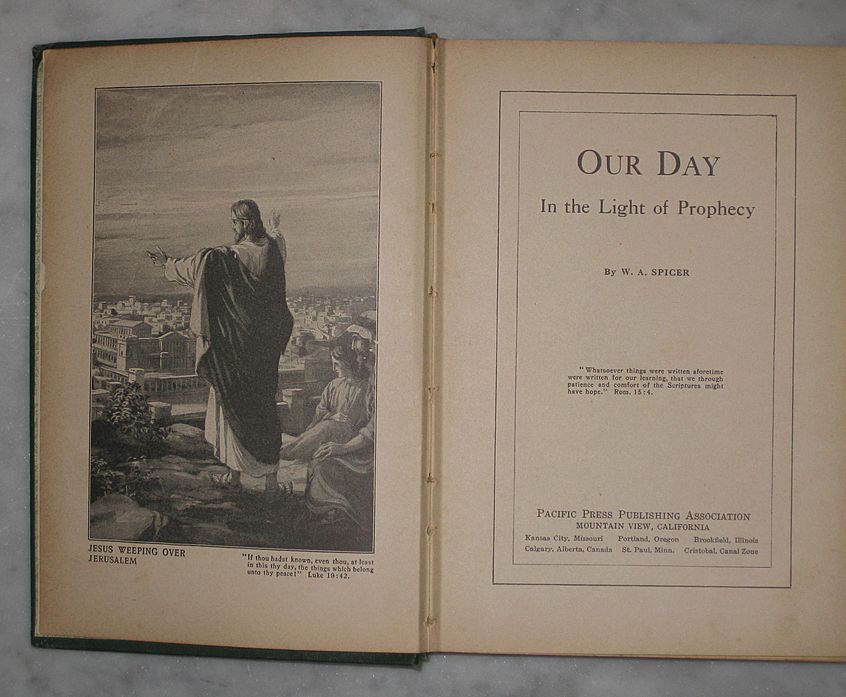 JESUS WEEPING OVER
JERUSALEM
"If thou hadst known, even thou, at least
in this thy day, the things which belong
unto thy peace!" Luke 19:42.
OUR DAY
In the Light of Prophecy
By W. A. SPICER
"Whatsoever things were written aforetime
were written for our learning, that we through
patience and comfort of the Scriptures might
have hope." Rom. 15:4.
PACIFIC PRESS PUBLISHING ASSOCIATION
MOUNTAIN VIEW, CALIFORNIA
Kansas City, Missouri Portland, Oregon Brookfield, Illinois
Calgary, Alberta, Canada St. Paul, Minn. Cristobal, Canal Zone